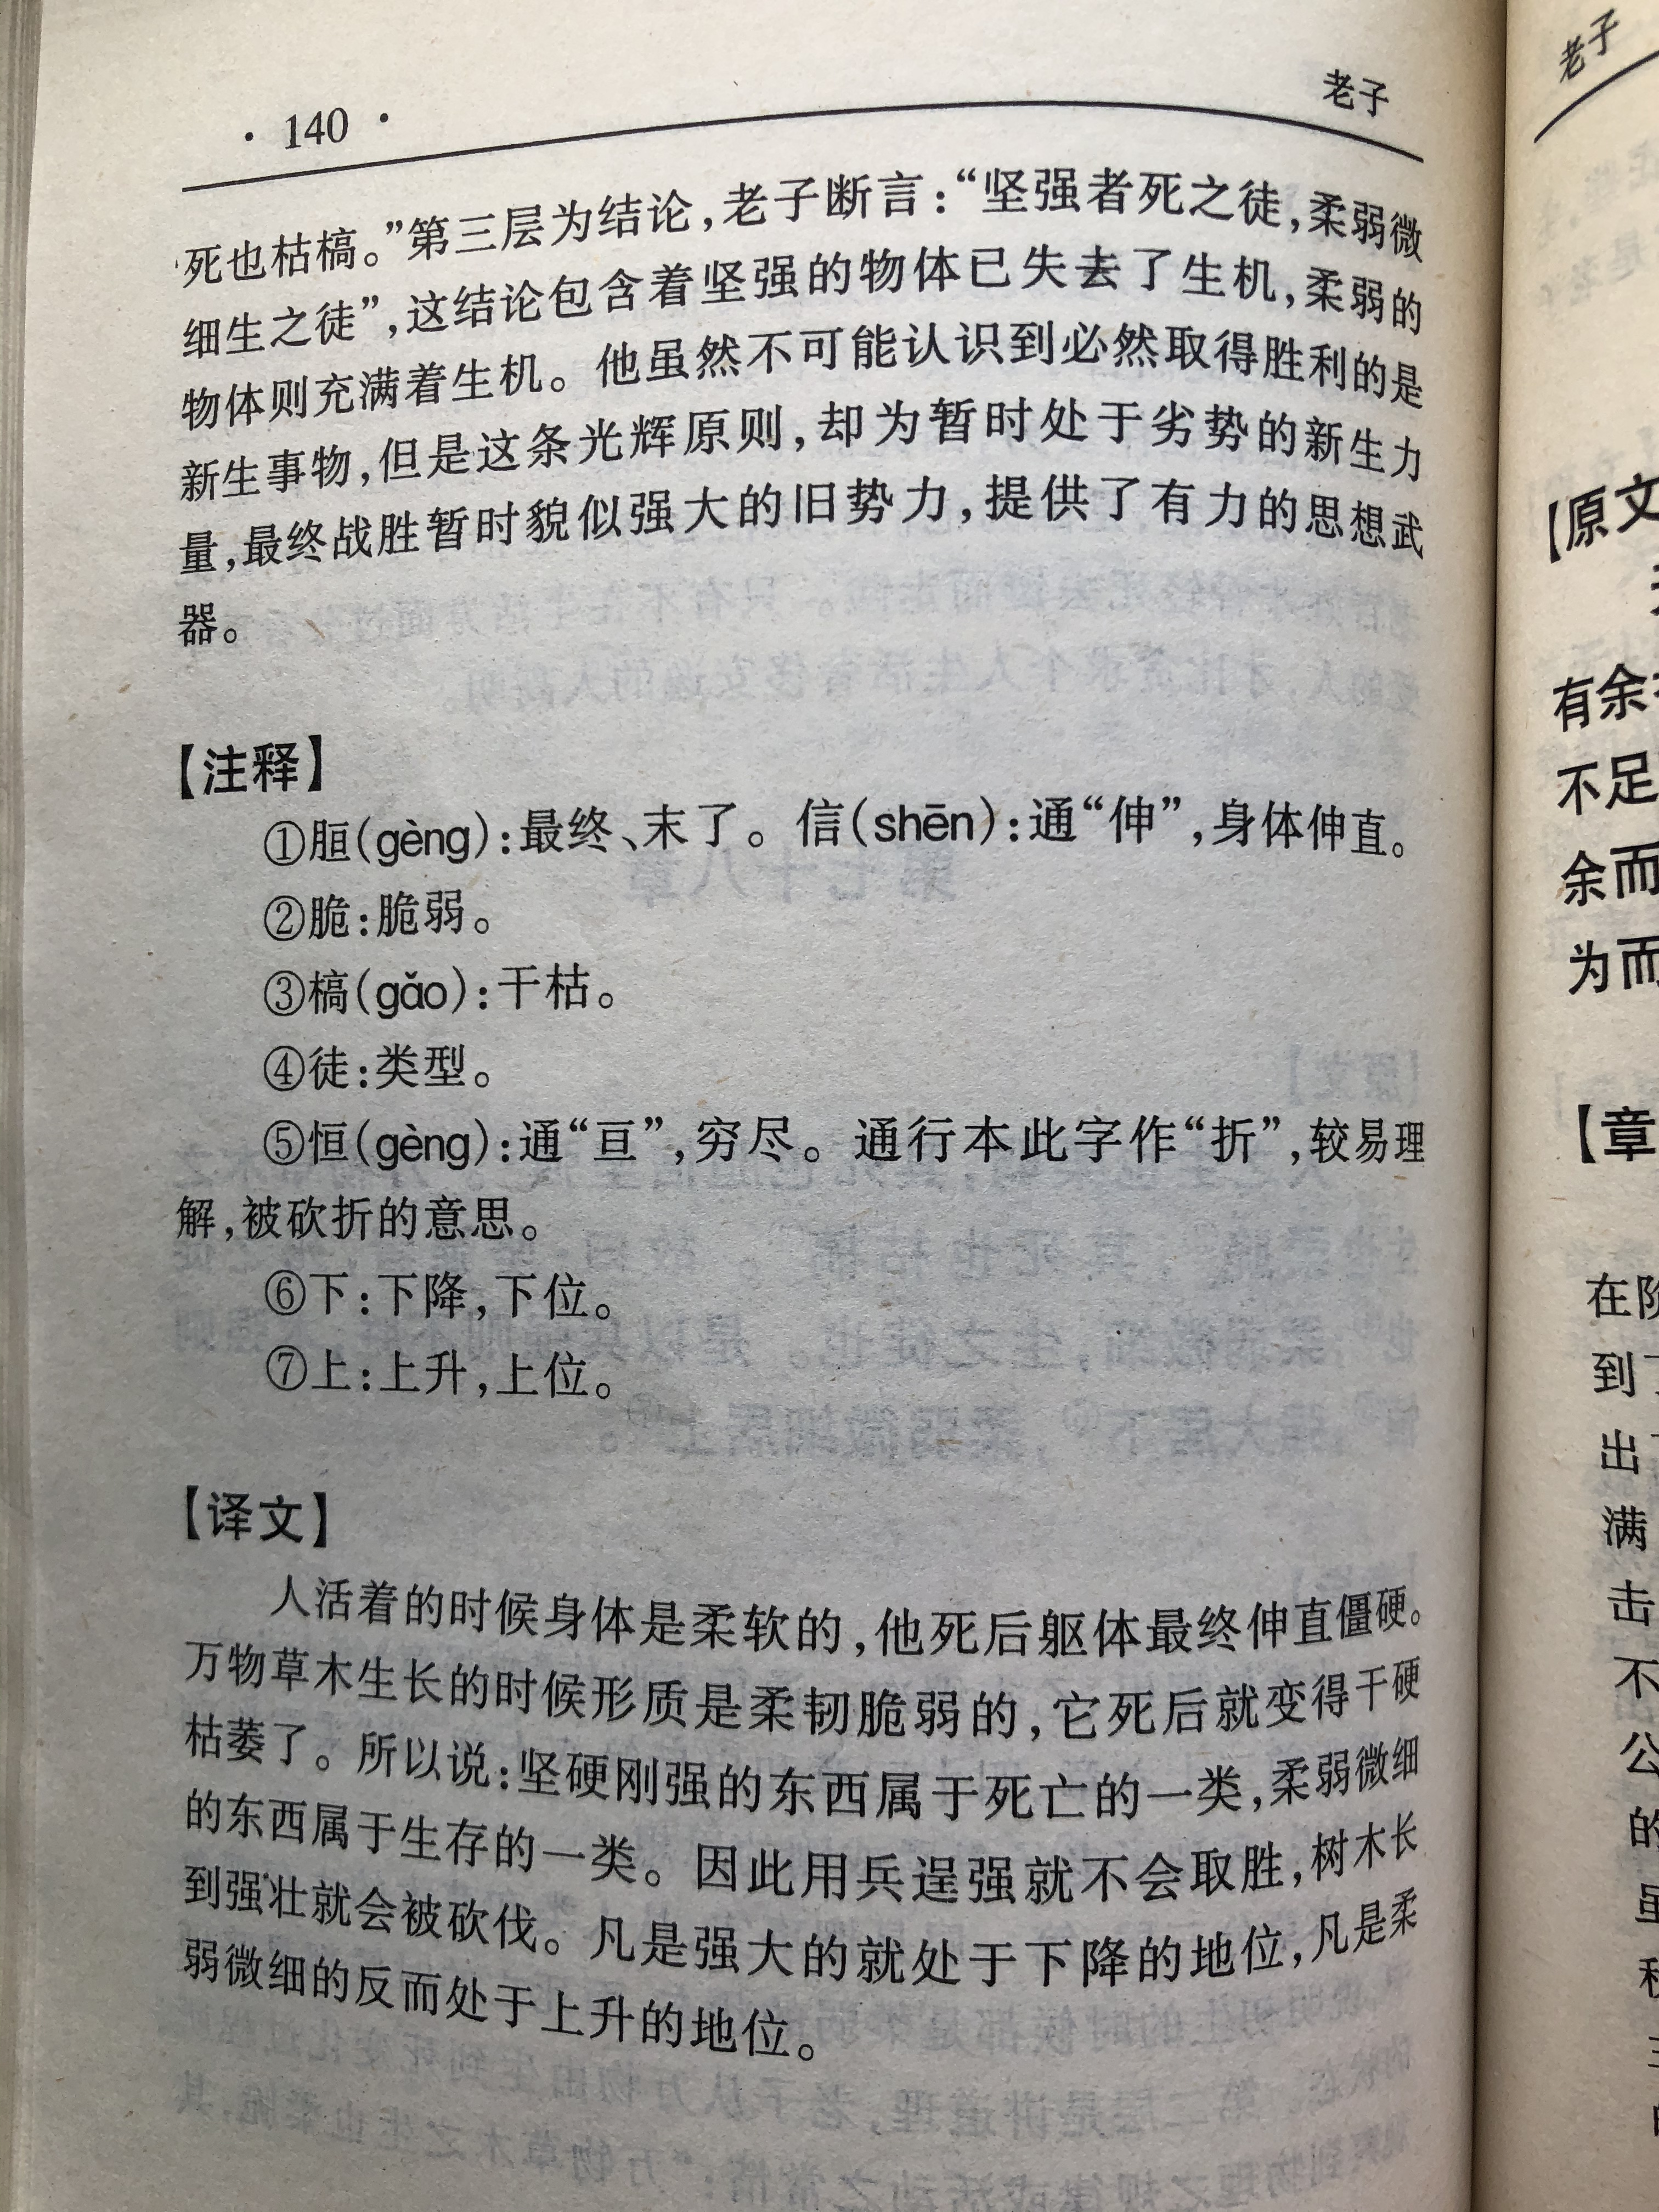 · 140 ·
老子
死也枯槁。”第三层为结论,老子断言:“坚强者死之徒,柔弱微
细生之徒”,这结论包含着坚强的物体已失去了生机,柔弱的
物体则充满着生机。他虽然不可能认识到必然取得胜利的是
新生事物,但是这条光辉原则,却为暂时处于劣势的新生力
量,最终战胜暂时貌似强大的旧势力,提供了有力的思想武
器。
【注释】
①胆(gèng):最终、末了。信(shēn):通“伸”,身体伸直。
②脆:脆弱。
③槁(gǎo):干枯。
④徒:类型。
⑤恒(gèng):通“亘”,穷尽。通行本此字作“折”,较易理
解,被砍折的意思。
⑥下:下降,下位。
⑦上:上升,上位。
【译文】
人活着的时候身体是柔软的,他死后躯体最终伸直僵硬。
万物草木生长的时候形质是柔韧脆弱的,它死后就变得干硬
枯萎了。所以说:坚硬刚强的东西属于死亡的一类,柔弱微细
的东西属于生存的一类。因此用兵逞强就不会取胜,树木长
到强壮就会被砍伐。凡是强大的就处于下降的地位,凡是柔
弱微细的反而处于上升的地位。
老子
【原文
有余
不足
余而
为而
【章
在阶
到了
出
满
击
不
公
的